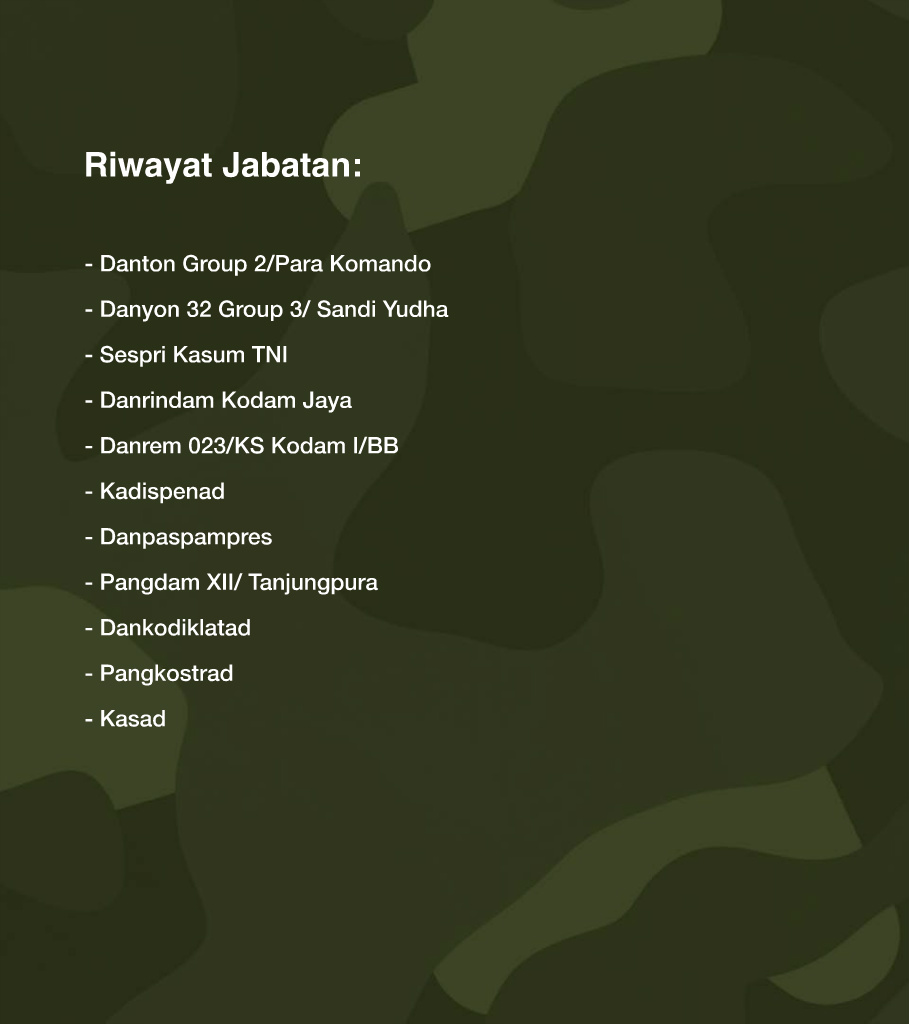 Riwayat Jabatan:
- Danton Group 2/Para Komando
- Danyon 32 Group 3/ Sandi Yudha
- Sespri Kasum TNI
- Danrindam Kodam Jaya
- Danrem 023/KS Kodam I/BB
- Kadispenad
- Danpaspampres
- Pangdam XII/ Tanjungpura
- Dankodiklatad
- Pangkostrad
- Kasad